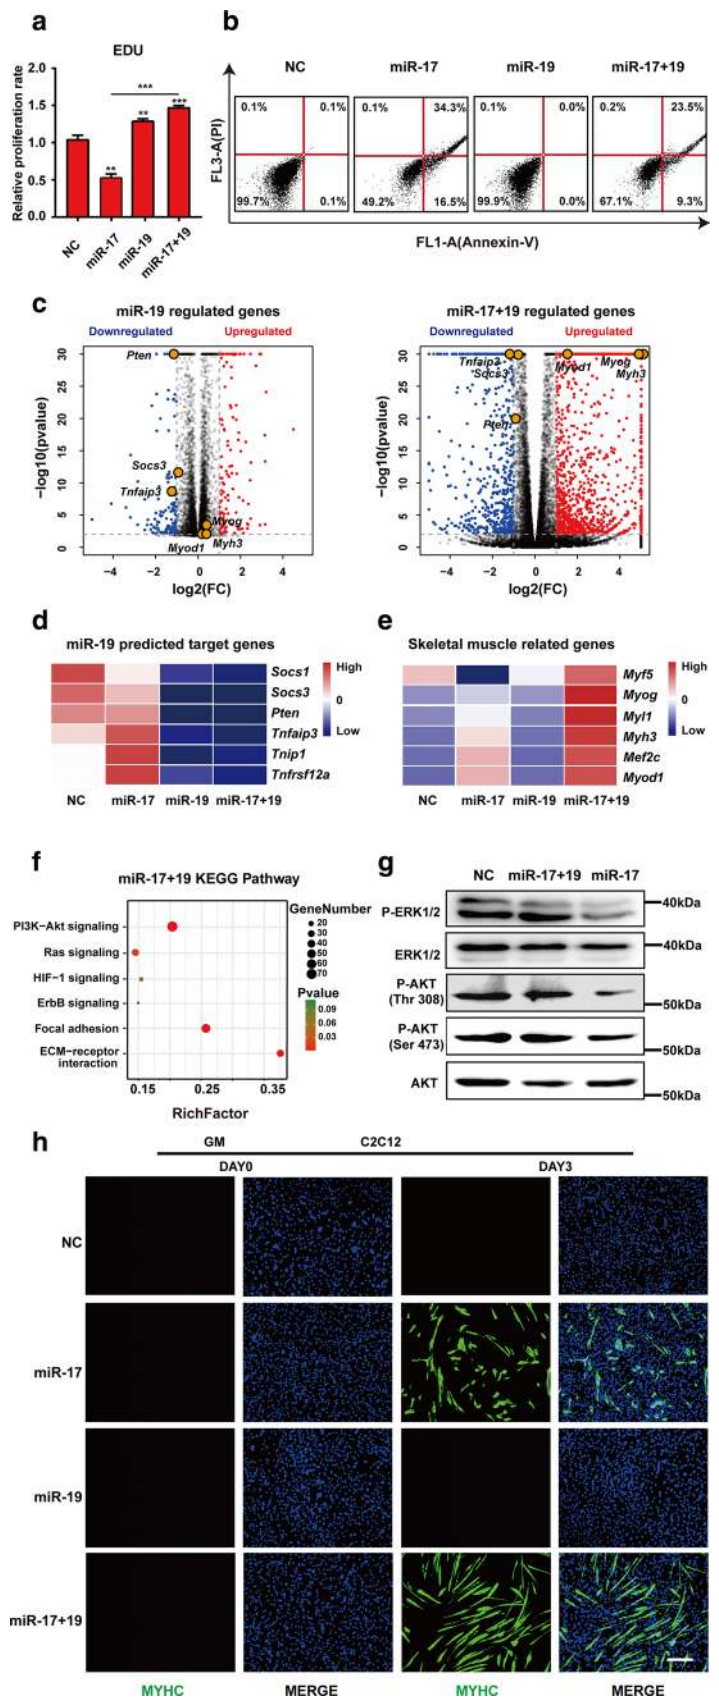 a
EDU
Relative proliferation rate
2.0
1.5
1.0
0.5
0.0
***
**
**
***
NC
miR-17
miR-19
miR-17+19
b
NC
miR-17
miR-19
miR-17+19
FL3-A(PI)
0.1% 0.1%
99.7% 0.1%
0.1% 34.3%
49.2% 16.5%
0.1% 0.0%
99.9% 0.0%
0.2% 23.5%
67.1% 9.3%
FL1-A(Annexin-V)
c
miR-19 regulated genes
Downregulated Upregulated
−log10(pvalue)
30
25
20
15
10
5
0
Pten
Socs3
Tnfaip3
Myog
Myod1 Myh3
−4 −2 0 2 4
log2(FC)
miR-17+19 regulated genes
Downregulated Upregulated
−log10(pvalue)
30
25
20
15
10
5
0
Tnfaip3
Socs3
Myod1
Myog
Myh3
Pten
−4 −2 0 2 4
log2(FC)
d
miR-19 predicted target genes
Socs1
Socs3
Pten
Tnfaip3
Tnip1
Tnfrsf12a
High
0
Low
NC miR-17 miR-19 miR-17+19
e
Skeletal muscle related genes
Myf5
Myog
Myl1
Myh3
Mef2c
Myod1
High
0
Low
NC miR-17 miR-19 miR-17+19
f
miR-17+19 KEGG Pathway
PI3K−Akt signaling
Ras signaling
HIF−1 signaling
ErbB signaling
Focal adhesion
ECM−receptor
interaction
0.15 0.25 0.35
RichFactor
GeneNumber
20
30
40
50
60
70
Pvalue
0.09
0.06
0.03
g
NC miR-17+19 miR-17
P-ERK1/2
40kDa
ERK1/2
40kDa
P-AKT
(Thr 308)
50kDa
P-AKT
(Ser 473)
50kDa
AKT
50kDa
h
GM C2C12
DAY0 DAY3
NC
miR-17
miR-19
miR-17+19
MYHC MERGE MYHC MERGE